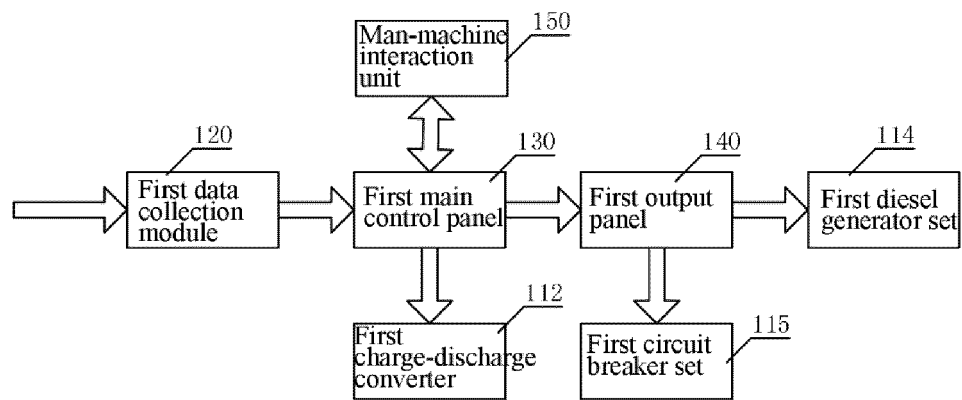 Man-machine
interaction
unit
150
120
First data
collection
module
130
First main
control panel
140
First output
panel
114
First diesel
generator set
112
First
charge-discharge
converter
115
First circuit
breaker set